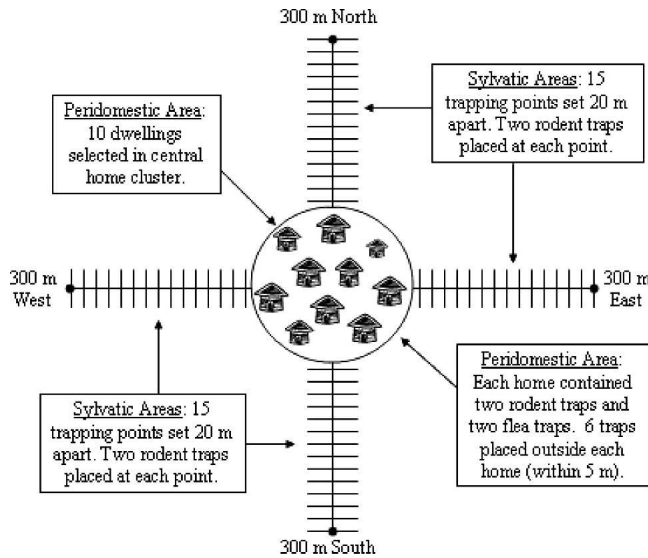 300 m North
Sylvatic Areas: 15
trapping points set 20 m
apart. Two rodent traps
placed at each point.
Peridomestic Area:
10 dwellings
selected in central
home cluster.
300 m
West
300 m
East
Sylvatic Areas: 15
trapping points set 20 m
apart. Two rodent traps
placed at each point.
Peridomestic Area:
Each home contained
two rodent traps and
two flea traps. 6 traps
placed outside each
home (within 5 m).
300 m South